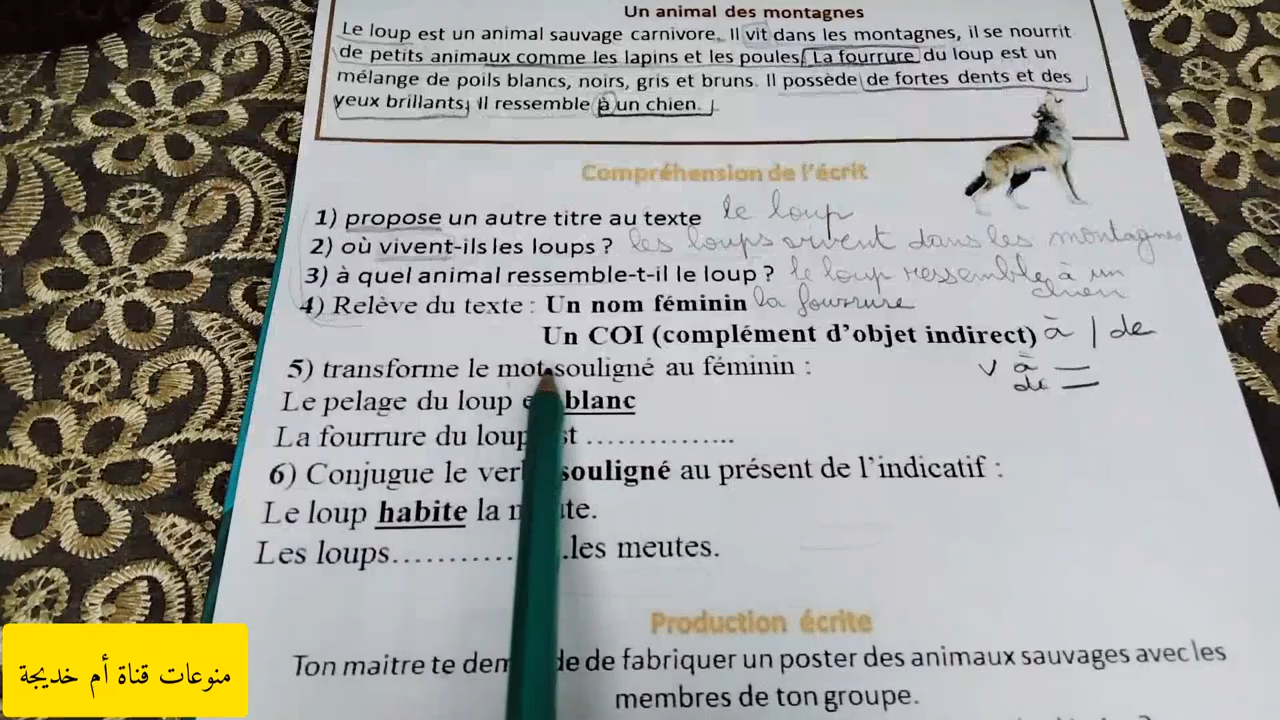 Un animal des montagnes
Le loup est un animal sauvage carnivore. Il vit dans les montagnes, il se nourrit
de petits animaux comme les lapins et les poules. La fourrure du loup est un
mélange de poils blancs, noirs, gris et bruns. Il possède de fortes dents et des
yeux brillants, Il ressemble à un chien.
Compréhension de l'écrit
1) propose un autre titre au texte le loup
2) où vivent-ils les loups ? les loups vivent dans les montagnes
3) à quel animal ressemble-t-il le loup ? le loup ressemble à un
chien
4) Relève du texte : Un nom féminin la fourrure
Un COI (complément d'objet indirect) à / de
5) transforme le mot souligné au féminin : V à
de
Le pelage du loup blanc
La fourrure du loup ..............
6) Conjugue le souligné au présent de l'indicatif :
Le loup habite la
Les loups............ .les meutes.
Production écrite
Ton maitre te de fabriquer un poster des animaux sauvages avec les
membres de ton groupe.
منوعات قناة أم خديجة